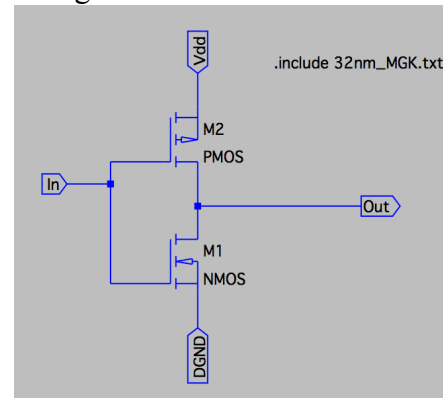 Vdd
.include 32nm_MGK.txt
M2
PMOS
In
Out
M1
NMOS
DGND